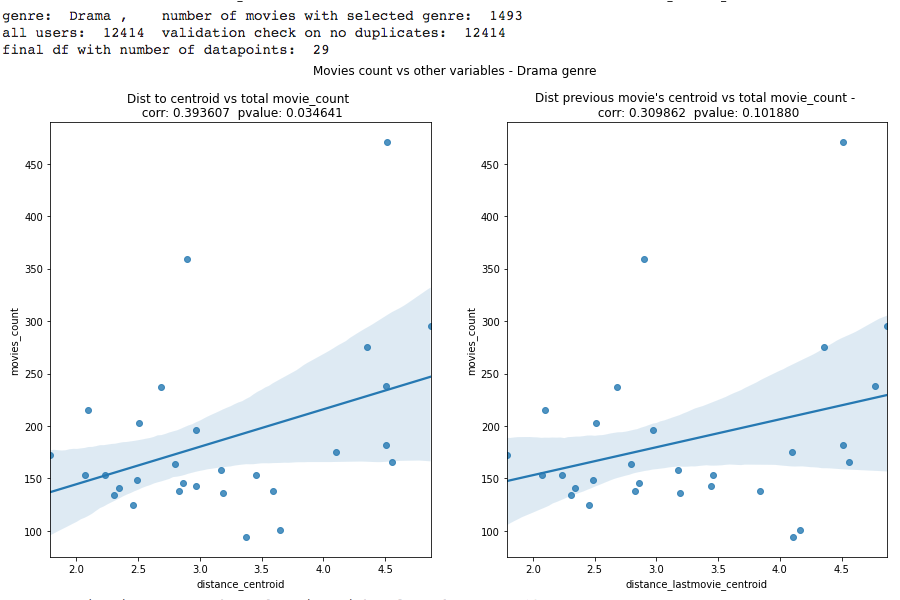 genre:  Drama ,    number of movies with selected genre:  1493
all users:  12414  validation check on no duplicates:  12414
final df with number of datapoints:  29
Movies count vs other variables - Drama genre
Dist to centroid vs total movie_count
corr: 0.393607  pvalue: 0.034641
450
400
350
300
250
200
150
100
movies_count
2.0 2.5 3.0 3.5 4.0 4.5
distance_centroid
Dist previous movie's centroid vs total movie_count -
corr: 0.309862  pvalue: 0.101880
450
400
350
300
250
200
150
100
movies_count
2.0 2.5 3.0 3.5 4.0 4.5
distance_lastmovie_centroid